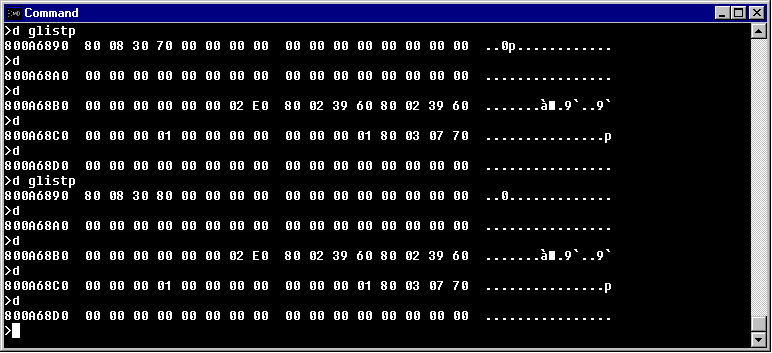 Command
>d glistp
800A6890  80 08 30 70 00 00 00 00  00 00 00 00 00 00 00 00  ..0p............
>d
800A68A0  00 00 00 00 00 00 00 00  00 00 00 00 00 00 00 00  ................
>d
800A68B0  00 00 00 00 00 00 02 E0  80 02 39 60 80 02 39 60  .......à■.9`..9`
>d
800A68C0  00 00 00 01 00 00 00 00  00 00 00 01 80 03 07 70  ...............p
>d
800A68D0  00 00 00 00 00 00 00 00  00 00 00 00 00 00 00 00  ................
>d glistp
800A6890  80 08 30 80 00 00 00 00  00 00 00 00 00 00 00 00  ..0.............
>d
800A68A0  00 00 00 00 00 00 00 00  00 00 00 00 00 00 00 00  ................
>d
800A68B0  00 00 00 00 00 00 02 E0  80 02 39 60 80 02 39 60  .......à■.9`..9`
>d
800A68C0  00 00 00 01 00 00 00 00  00 00 00 01 80 03 07 70  ...............p
>d
800A68D0  00 00 00 00 00 00 00 00  00 00 00 00 00 00 00 00  ................
>